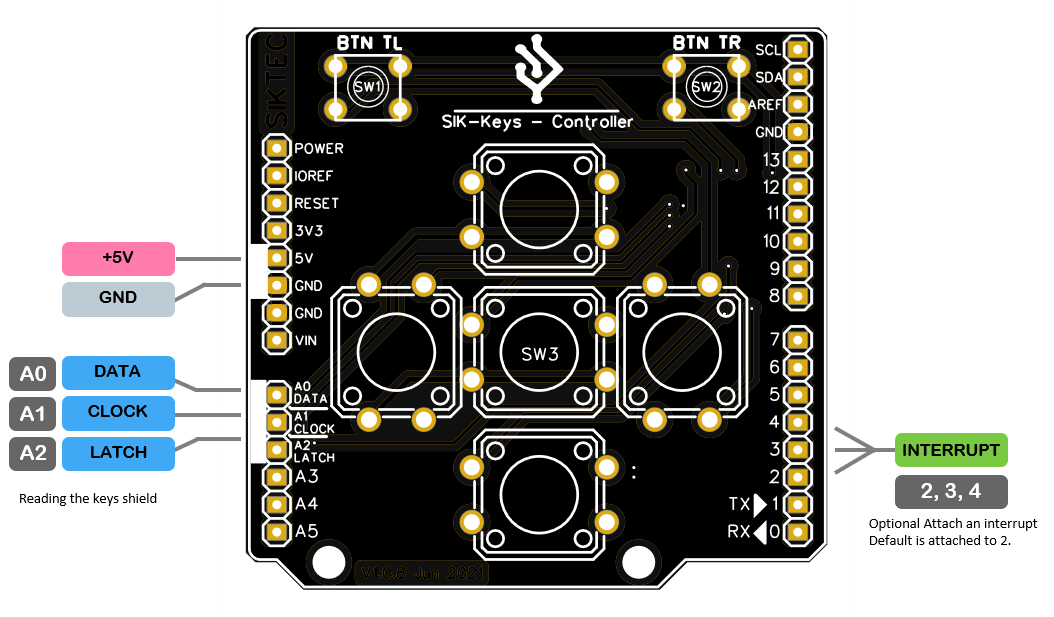 SIKTEC
BTN TL
SW1
BTN TR
SW2
SIK-Keys - Controller
POWER
IOREF
RESET
3V3
5V
GND
GND
VIN
A0
DATA
A1
CLOCK
A2
LATCH
A3
A4
A5
+5V
GND
A0 DATA
A1 CLOCK
A2 LATCH
Reading the keys shield
SW3
SCL
SDA
AREF
GND
13
12
11
10
9
8
7
6
5
4
3
2
TX 1
RX 0
INTERRUPT
2, 3, 4
Optional Attach an interrupt
Default is attached to 2.
V1.0.8 Jun 2021